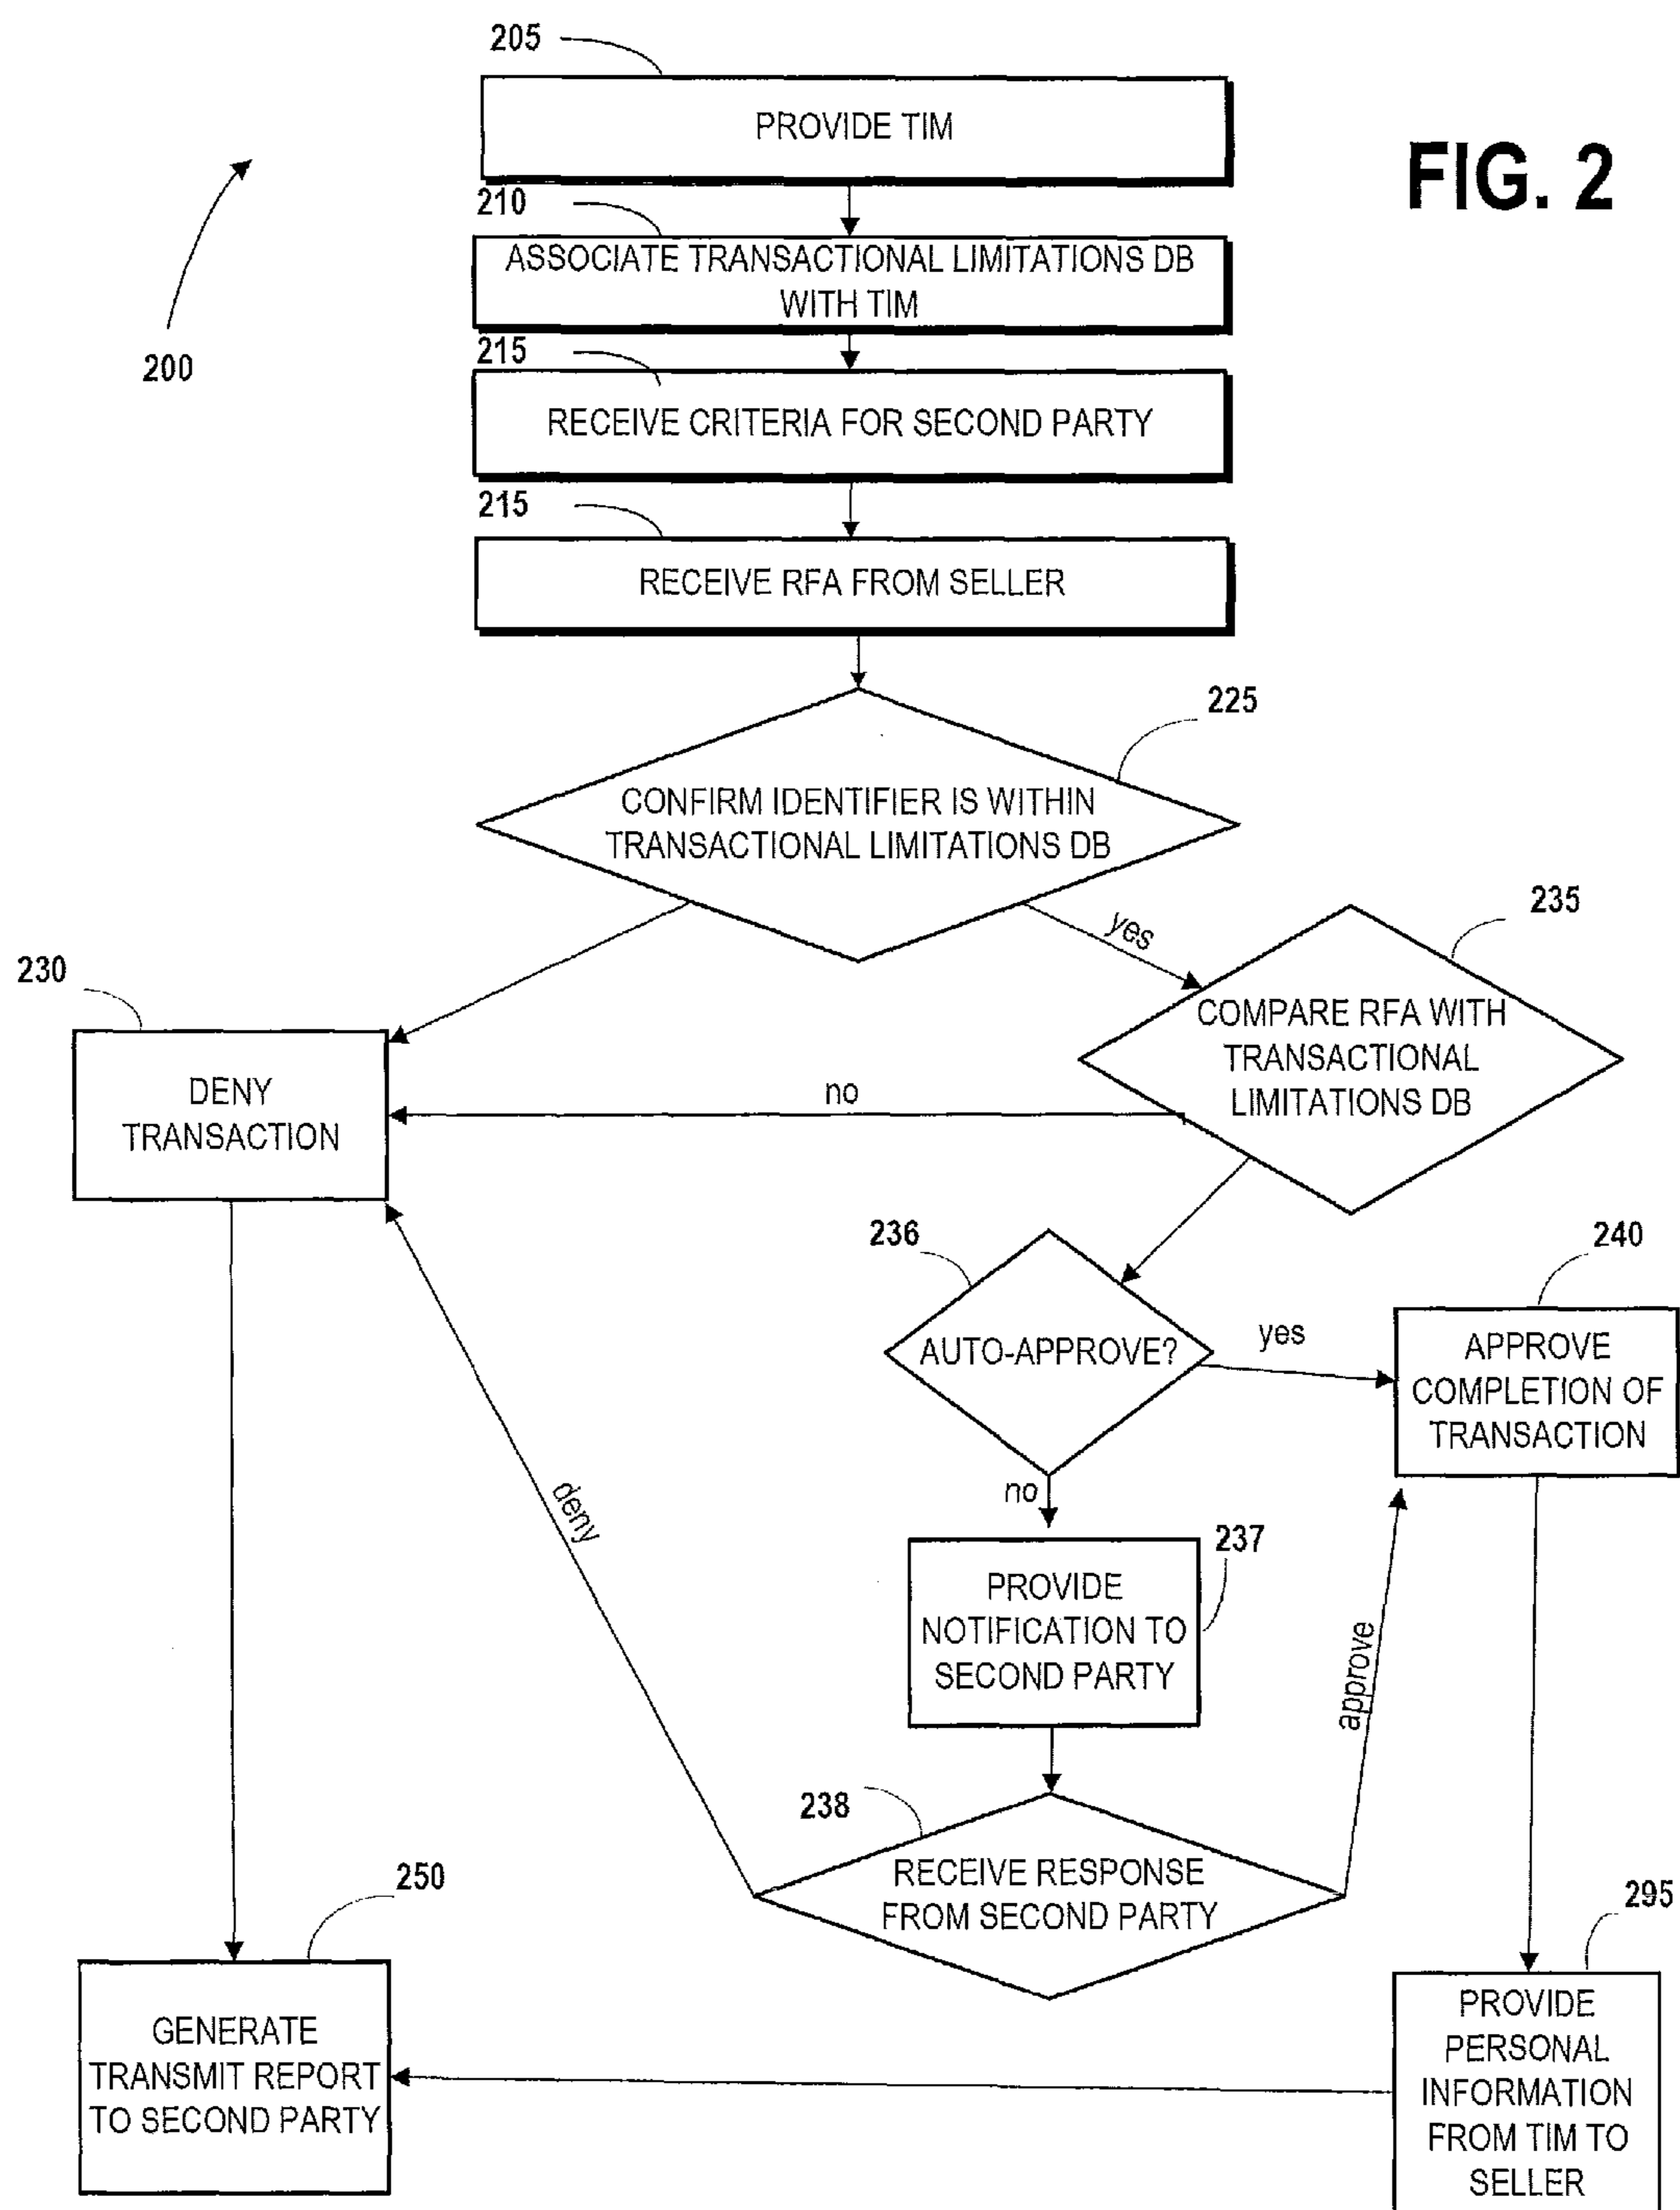 205
PROVIDE TIM
FIG. 2
200
210
ASSOCIATE TRANSACTIONAL LIMITATIONS DB
WITH TIM
215
RECEIVE CRITERIA FOR SECOND PARTY
215
RECEIVE RFA FROM SELLER
225
CONFIRM IDENTIFIER IS WITHIN
TRANSACTIONAL LIMITATIONS DB
yes
235
COMPARE RFA WITH
TRANSACTIONAL
LIMITATIONS DB
230
DENY
TRANSACTION
no
236
AUTO-APPROVE?
yes
240
APPROVE
COMPLETION OF
TRANSACTION
no
237
PROVIDE
NOTIFICATION TO
SECOND PARTY
deny
approve
238
RECEIVE RESPONSE
FROM SECOND PARTY
250
GENERATE
TRANSMIT REPORT
TO SECOND PARTY
295
PROVIDE
PERSONAL
INFORMATION
FROM TIM TO
SELLER